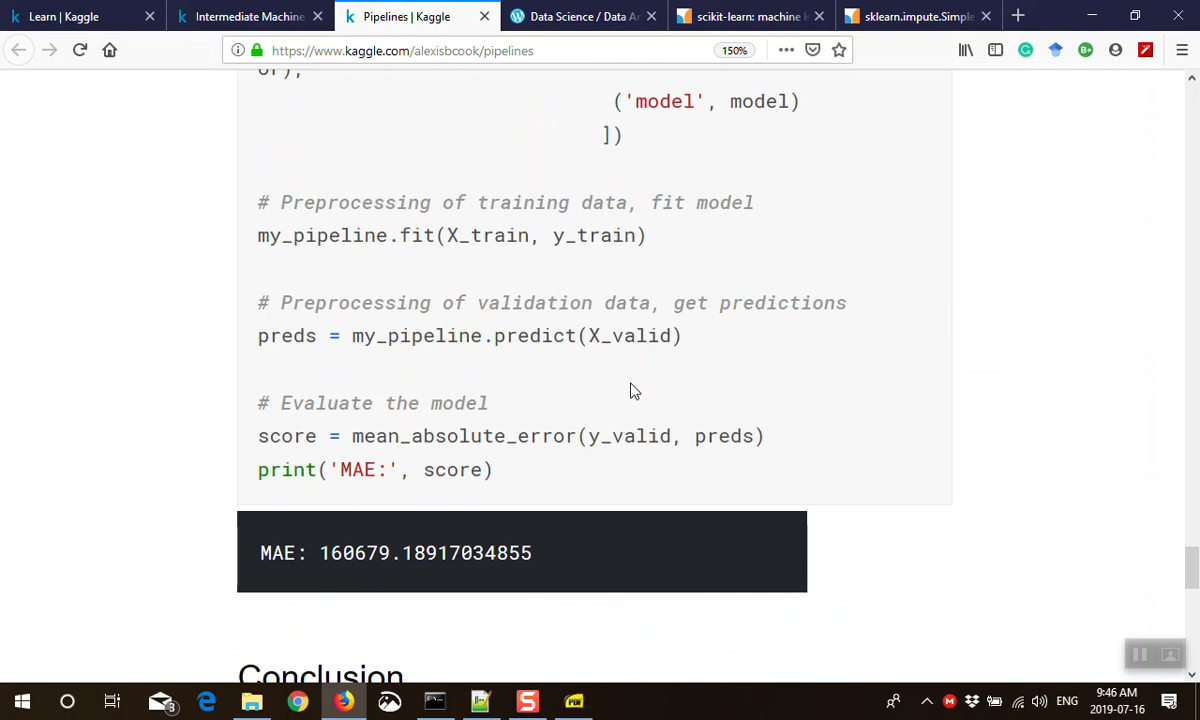 Learn | Kaggle
Intermediate Machine
Pipelines | Kaggle
Data Science / Data An
scikit-learn: machine l
sklearn.impute.Simple
https://www.kaggle.com/alexisbcook/pipelines
150%
or),
('model', model)
])
# Preprocessing of training data, fit model
my_pipeline.fit(X_train, y_train)
# Preprocessing of validation data, get predictions
preds = my_pipeline.predict(X_valid)
# Evaluate the model
score = mean_absolute_error(y_valid, preds)
print('MAE:', score)
MAE: 160679.18917034855
Conclusion
3
ENG
9:46 AM
2019-07-16